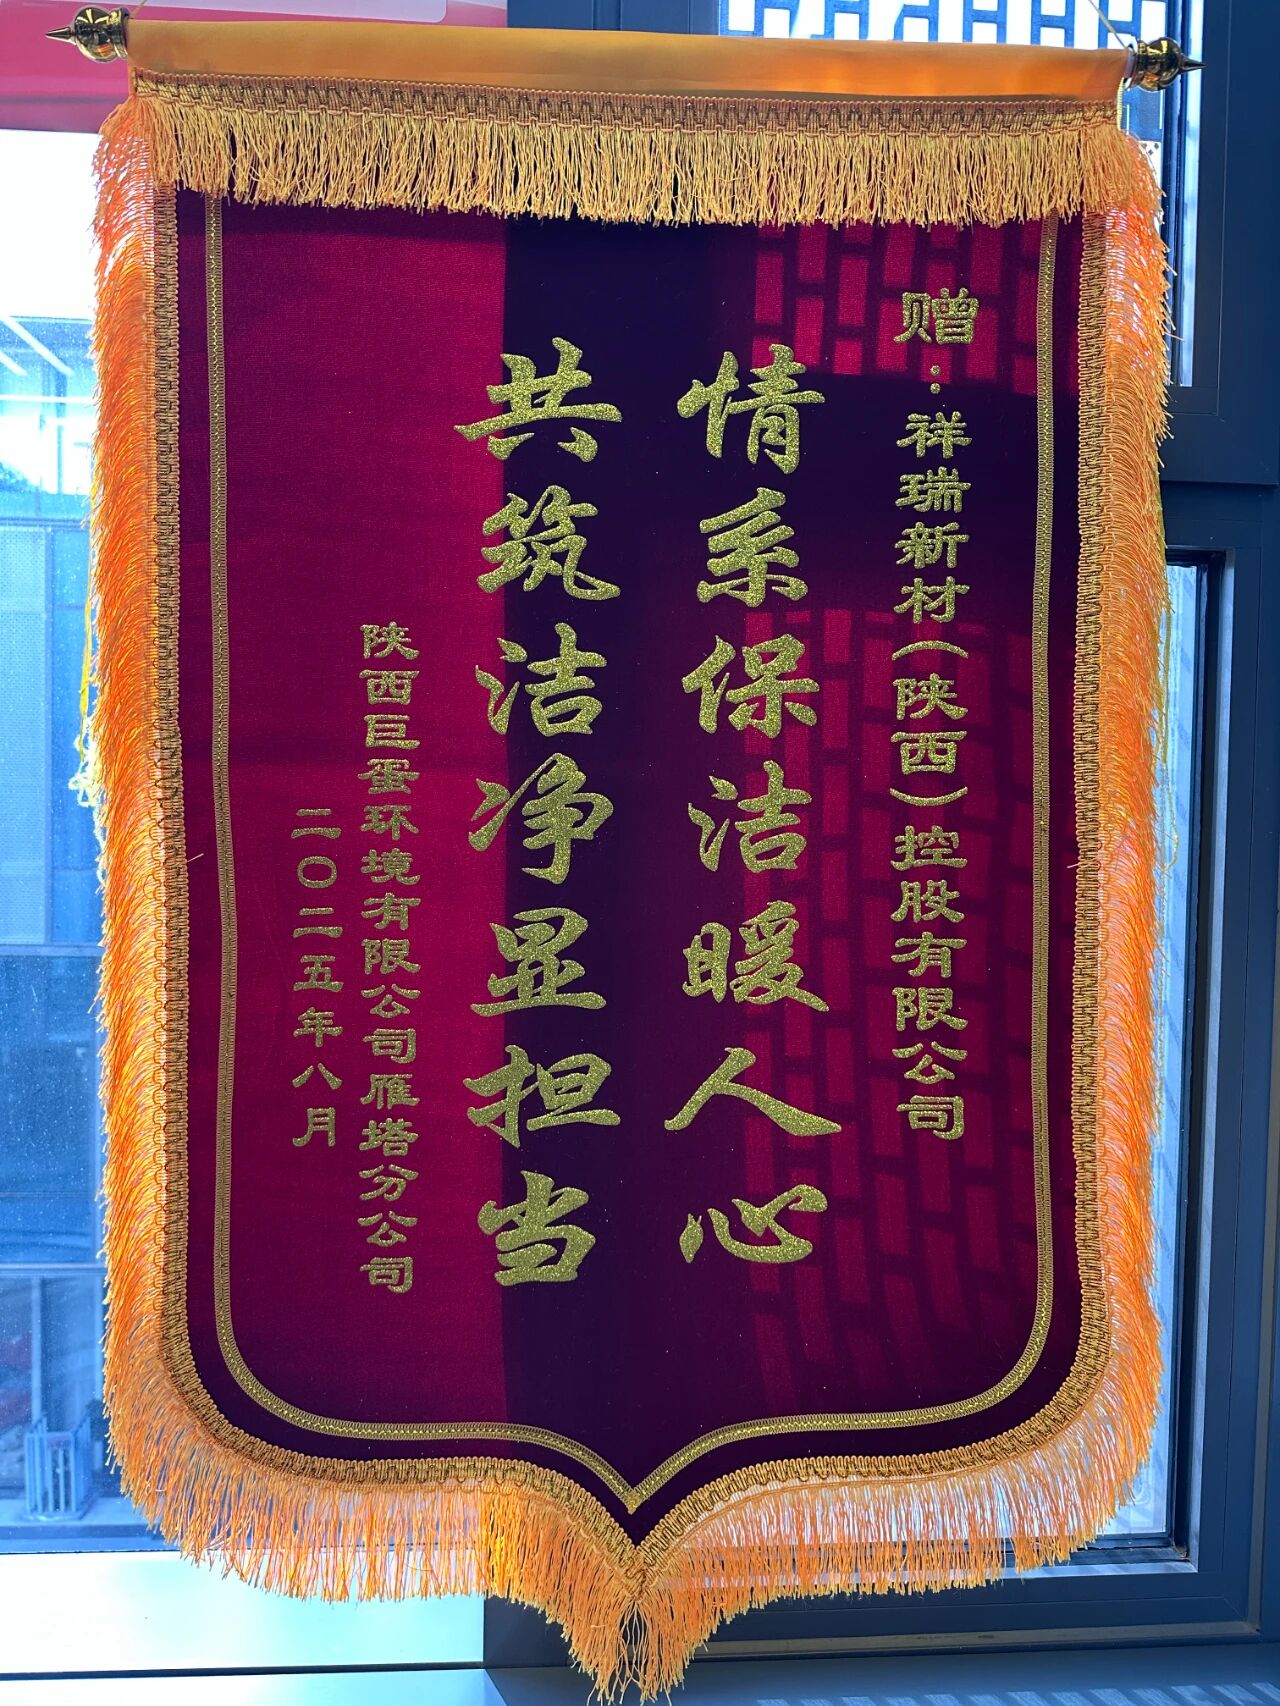 赠：祥瑞新材(陕西)控股有限公司
情系保洁暖人心
共筑洁净显担当
陕西巨蛋环境有限公司雁塔分公司
二〇二五年八月